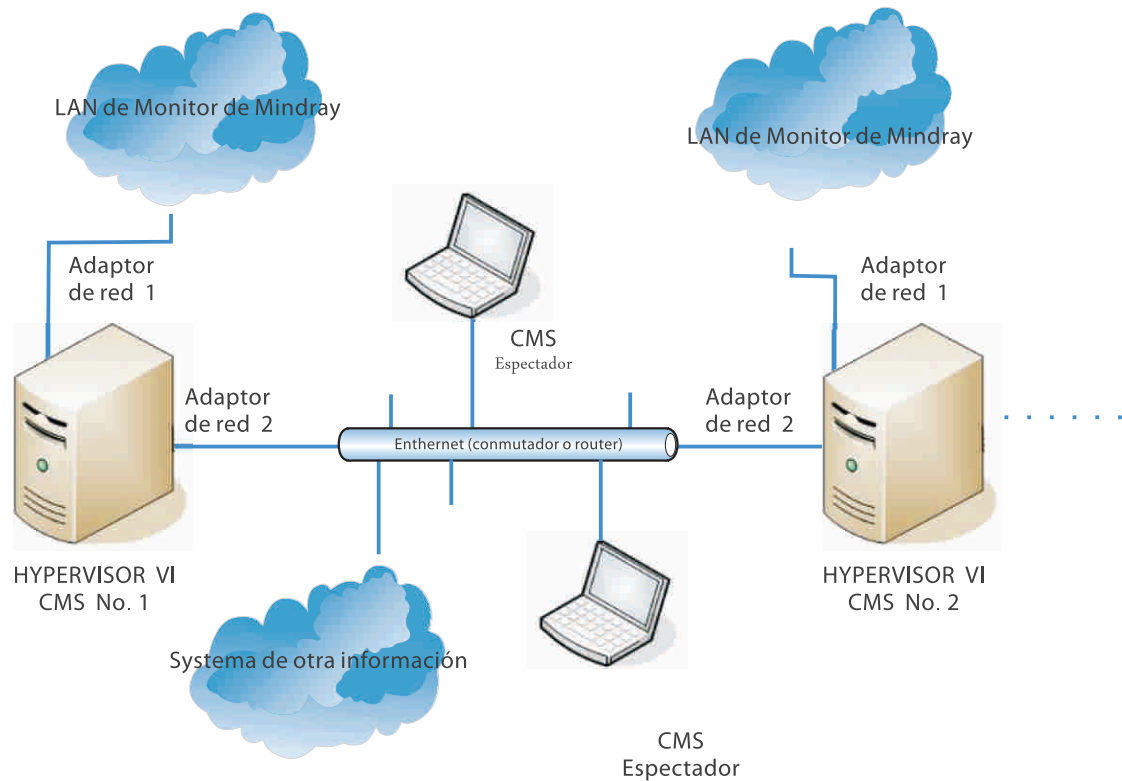 LAN de Monitor de Mindray
LAN de Monitor de Mindray
Adaptor
de red 1
Adaptor
de red 1
CMS
Espectador
Adaptor
de red 2
Adaptor
de red 2
Enthernet (conmutador o router)
HYPERVISOR VI
CMS No. 1
HYPERVISOR VI
CMS No. 2
Systema de otra información
CMS
Espectador